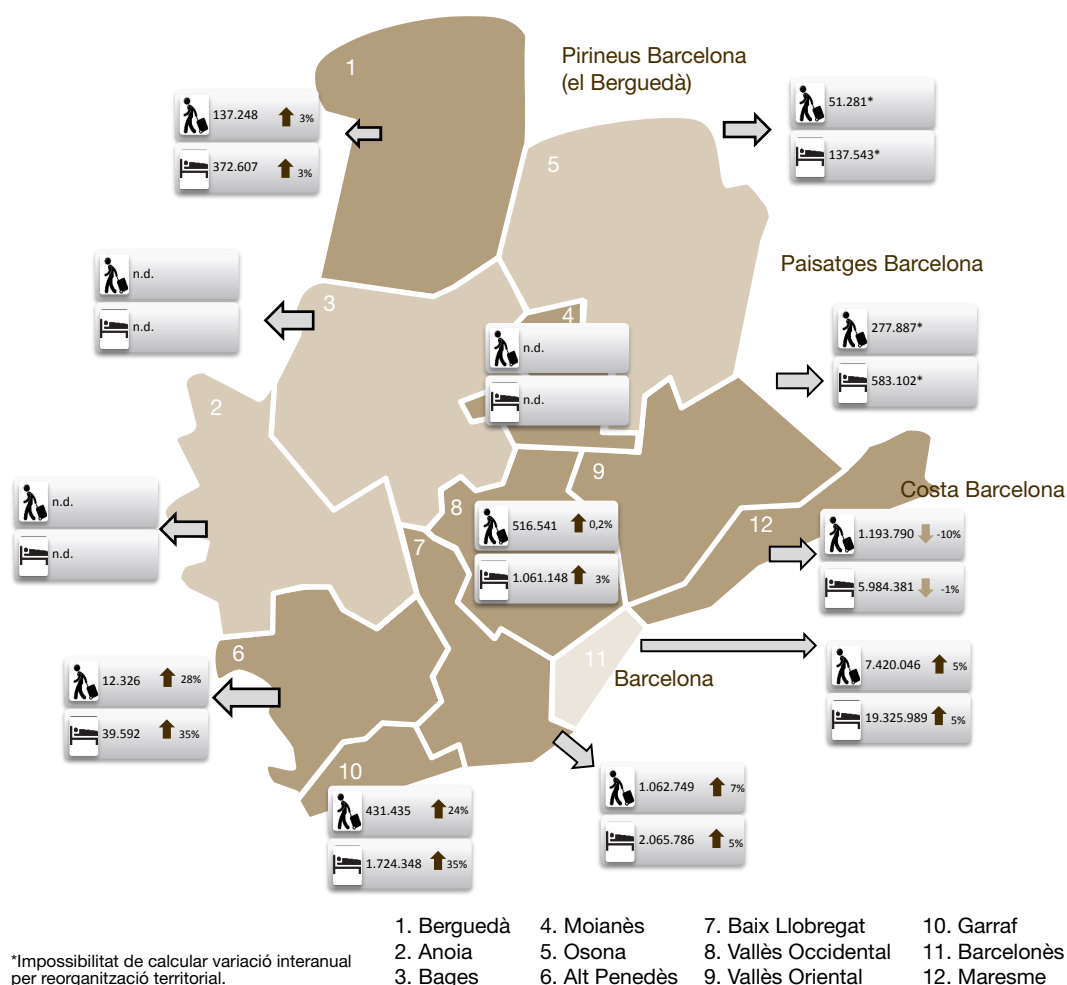 1
Pirineus Barcelona
(el Berguedà)
137.248 3%
372.607 3%
51.281*
137.543*
5
Paisatges Barcelona
n.d.
n.d.
3
4
n.d.
n.d.
277.887*
583.102*
2
9
Costa Barcelona
n.d.
n.d.
8
7
12
516.541 0,2%
1.061.148 3%
1.193.790 -10%
5.984.381 -1%
6
11
Barcelona
12.326 28%
39.592 35%
7.420.046 5%
19.325.989 5%
10
431.435 24%
1.724.348 35%
1.062.749 7%
2.065.786 5%
1. Berguedà 4. Moianès 7. Baix Llobregat 10. Garraf
2. Anoia 5. Osona 8. Vallès Occidental 11. Barcelonès
3. Bages 6. Alt Penedès 9. Vallès Oriental 12. Maresme
*Impossibilitat de calcular variació interanual
per reorganització territorial.